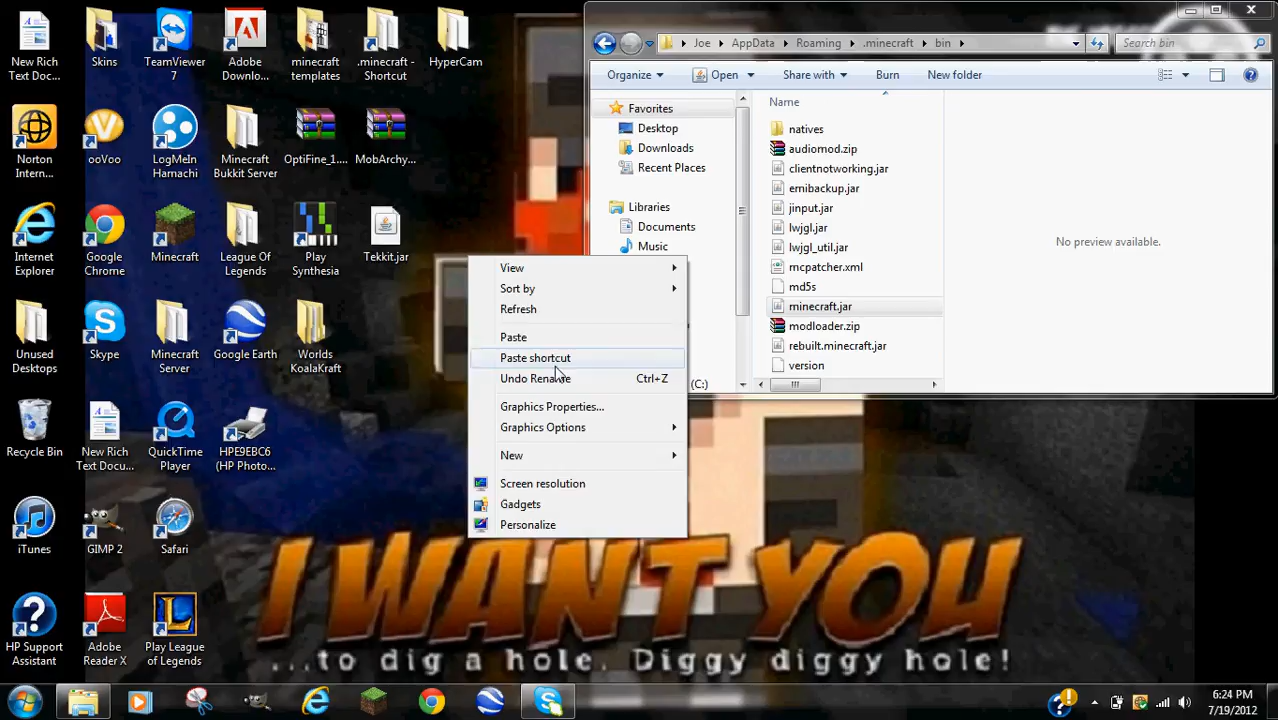 New Rich
Text Doc...
Skins
TeamViewer
7
Adobe
Downlo...
minecraft
templates
.minecraft -
Shortcut
HyperCam
Norton
Intern...
ooVoo
LogMeIn
Hamachi
Minecraft
Bukkit Server
OptiFine_1....
MobArchy...
Internet
Explorer
Google
Chrome
Minecraft
League Of
Legends
Play
Synthesia
Tekkit.jar
Unused
Desktops
Skype
Minecraft
Server
Google Earth
Worlds
KoalaKraft
Recycle Bin
New Rich
Text Docu...
QuickTime
Player
HPE9EBC6
(HP Photo...
iTunes
GIMP 2
Safari
HP Support
Assistant
Adobe
Reader X
Play League
of Legends
Joe
AppData
Roaming
.minecraft
bin
Search bin
Organize
Open
Share with
Burn
New folder
Favorites
Desktop
Downloads
Recent Places
Libraries
Documents
Music
(C:)
Name
natives
audiomod.zip
clientnotworking.jar
emibackup.jar
jinput.jar
lwjgl.jar
lwjgl_util.jar
mcpatcher.xml
md5s
minecraft.jar
modloader.zip
rebuilt.minecraft.jar
version
No preview available.
View
Sort by
Refresh
Paste
Paste shortcut
Undo Rename Ctrl+Z
Graphics Properties...
Graphics Options
New
Screen resolution
Gadgets
Personalize
I WANT YOU
...to dig a hole. Diggy diggy hole!
6:24 PM
7/19/2012